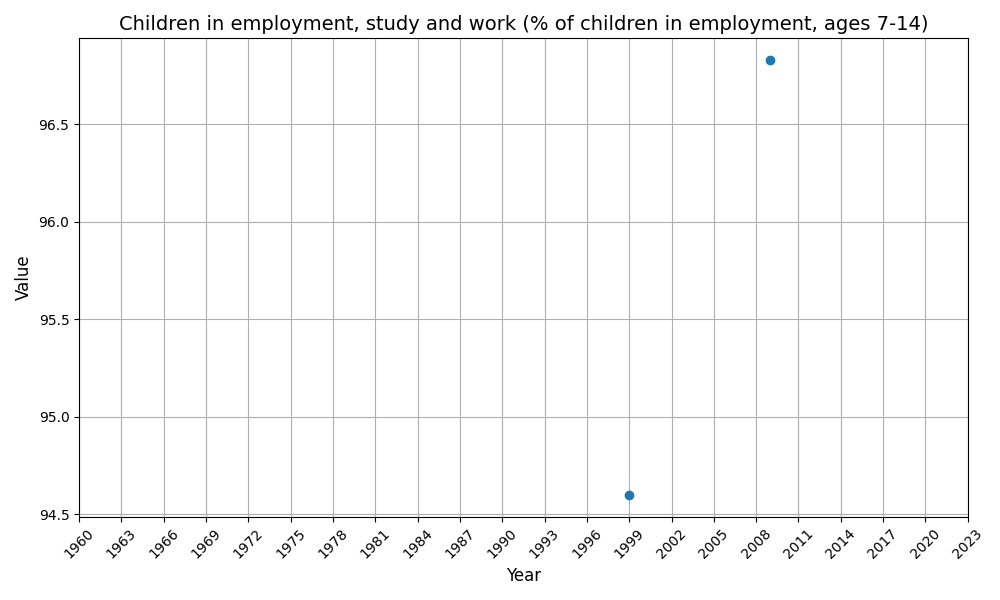 Children in employment, study and work (% of children in employment, ages 7-14)
96.5
96.0
95.5
95.0
94.5
Value
1960 1963 1966 1969 1972 1975 1978 1981 1984 1987 1990 1993 1996 1999 2002 2005 2008 2011 2014 2017 2020 2023
Year